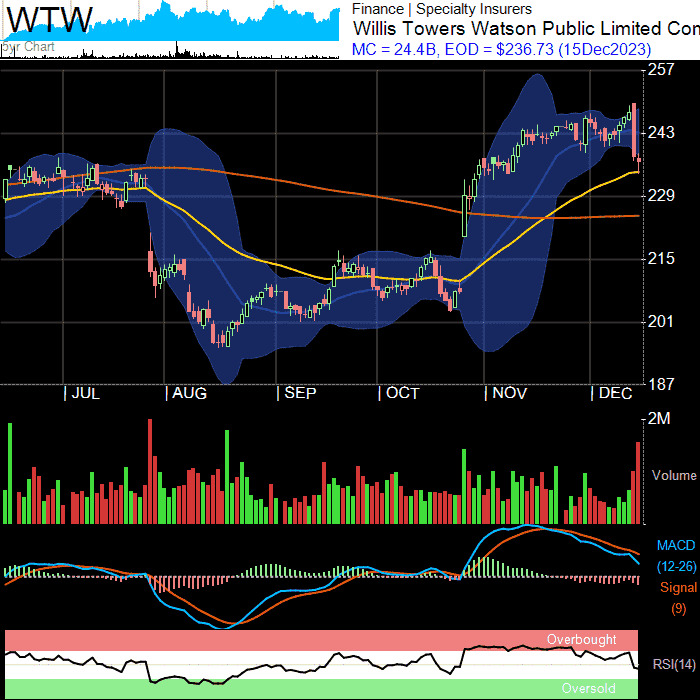 WTW
5yr Chart
Finance | Specialty Insurers
Willis Towers Watson Public Limited Con
MC = 24.4B, EOD = $236.73 (15Dec2023)
257
243
229
215
201
187
| JUL | AUG | SEP | OCT | NOV | DEC
2M
Volume
MACD
(12-26)
Signal
(9)
Overbought
RSI(14)
Oversold